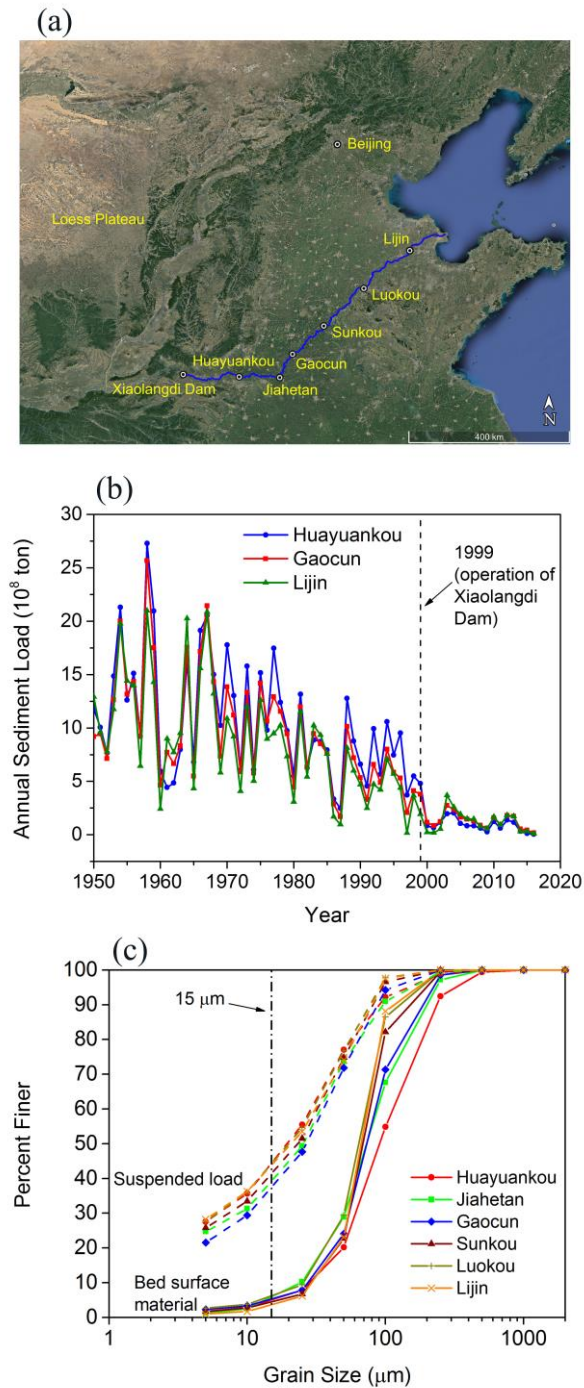 (a)
Beijing
Loess Plateau
Lijin
Luokou
Sunkou
Huayuankou
Gaocun
Xiaolangdi Dam
Jiahetan
N
400 km
(b)
30
25
20
15
10
5
0
Annual Sediment Load (10⁸ ton)
Huayuankou
Gaocun
Lijin
1999
(operation of
Xiaolangdi
Dam)
1950 1960 1970 1980 1990 2000 2010 2020
Year
(c)
100
90
80
70
60
50
40
30
20
10
0
Percent Finer
15 μm
Suspended load
Bed surface
material
Huayuankou
Jiahetan
Gaocun
Sunkou
Luokou
Lijin
1 10 100 1000
Grain Size (μm)